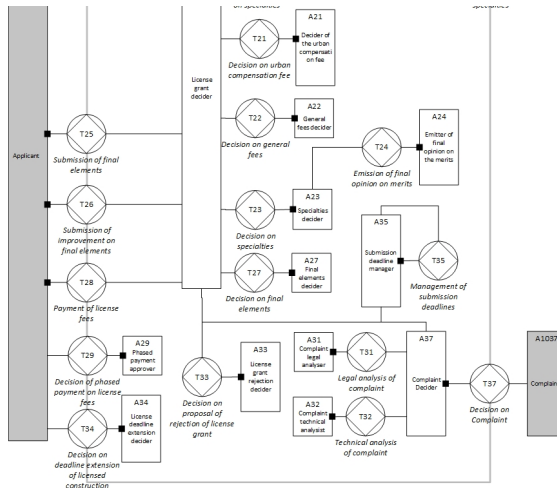 on specialties
specialties
A21
Decider of
the urban
compensati
on fee
T21
Decision on urban
compensation fee
License
grant
decider
A22
General
fees decider
T22
Decision on general
fees
A24
Emitter of
final
opinion on
the merits
T24
Emission of final
opinion on merits
T25
Submission of final
elements
Applicant
T26
Submission of
improvement on
final elements
A23
Specialties
decider
T23
Decision on
specialties
A35
Submission
deadline
manager
T35
Management of
submission
deadlines
A27
Final
elements
decider
T27
Decision on final
elements
T28
Payment of license
fees
A29
Phased
payment
approver
T29
Decision of phased
payment on license
fees
A33
License
grant
rejection
decider
T33
Decision on
proposal of
rejection of license
grant
A31
Complaint
legal
analyser
T31
Legal analysis of
complaint
A37
Complaint
Decider
A32
Complaint
technical
analysist
T32
Technical analysis
of complaint
T37
Decision on
Complaint
A1037
Complain
A34
License
deadline
extension
decider
T34
Decision on
deadline extension
of licensed
construction